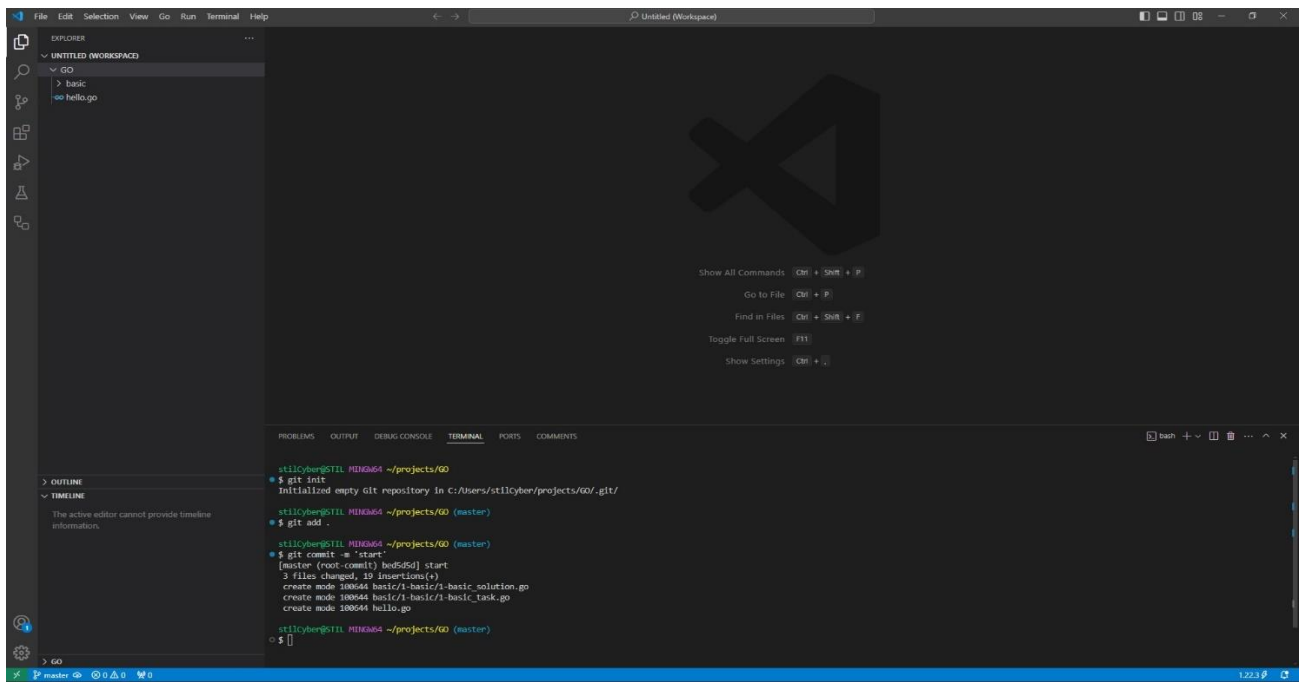 File Edit Selection View Go Run Terminal Help
Untitled (Workspace)
EXPLORER
UNTITLED (WORKSPACE)
GO
basic
hello.go
Show All Commands Ctrl + Shift + P
Go to File Ctrl + P
Find in Files Ctrl + Shift + F
Toggle Full Screen F11
Show Settings Ctrl + ,
PROBLEMS OUTPUT DEBUG CONSOLE TERMINAL PORTS COMMENTS
bash
stilCyber@STIL MINGW64 ~/projects/GO
$ git init
Initialized empty Git repository in C:/Users/stilCyber/projects/GO/.git/
stilCyber@STIL MINGW64 ~/projects/GO (master)
$ git add .
stilCyber@STIL MINGW64 ~/projects/GO (master)
$ git commit -m 'start'
[master (root-commit) bed5d5d] start
3 files changed, 19 insertions(+)
create mode 100644 basic/1-basic/1-basic_solution.go
create mode 100644 basic/1-basic/1-basic_task.go
create mode 100644 hello.go
stilCyber@STIL MINGW64 ~/projects/GO (master)
$
OUTLINE
TIMELINE
The active editor cannot provide timeline
information.
GO
master 0 0 0
1.22.3